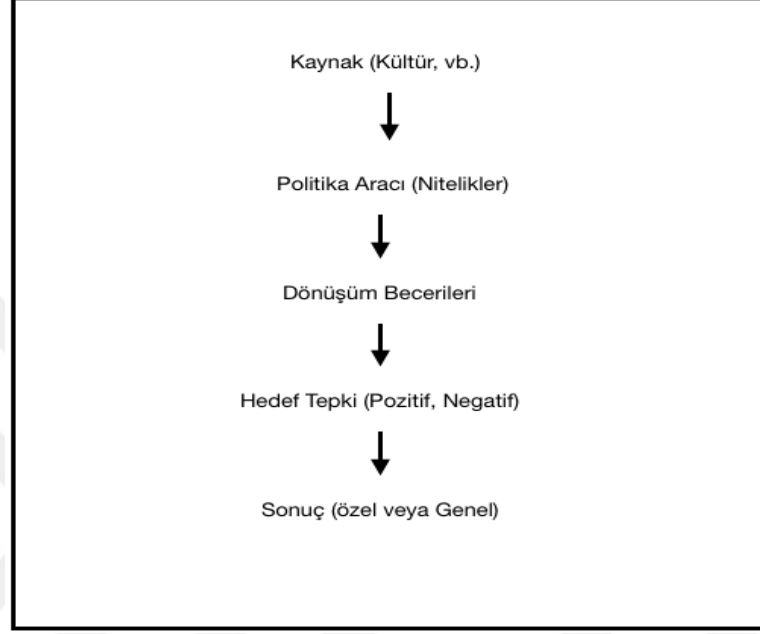 Kaynak (Kültür, vb.)
Politika Aracı (Nitelikler)
Dönüşüm Becerileri
Hedef Tepki (Pozitif, Negatif)
Sonuç (özel veya Genel)